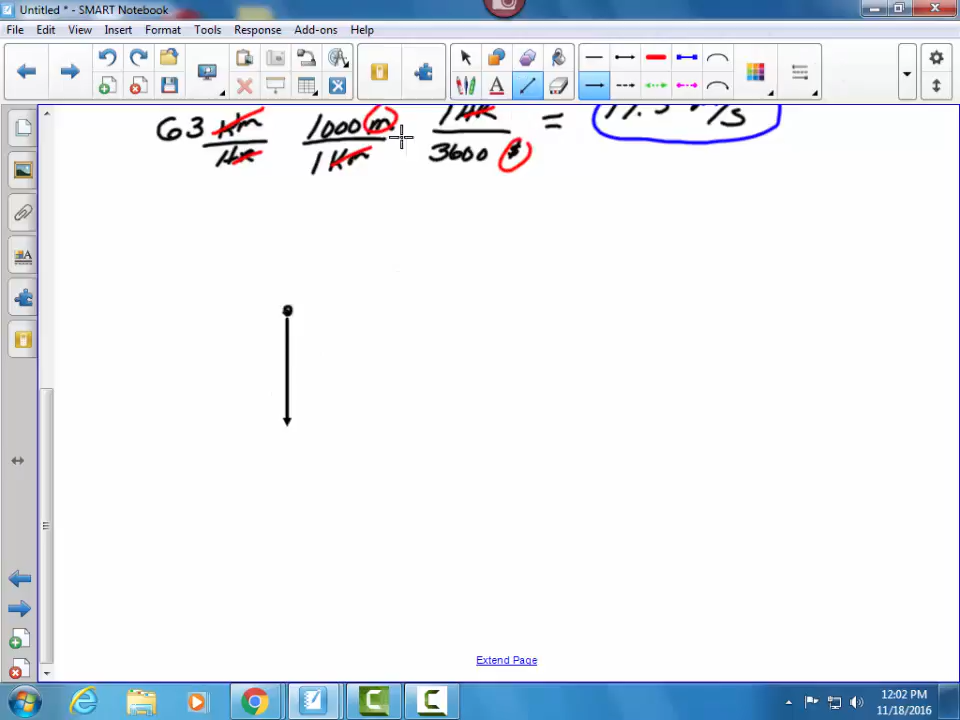 Untitled * - SMART Notebook
File Edit View Insert Format Tools Response Add-ons Help
63 Km 1000 m 1 HR =
1 Hr 1 Km 3600 s
Extend Page
12:02 PM
11/18/2016